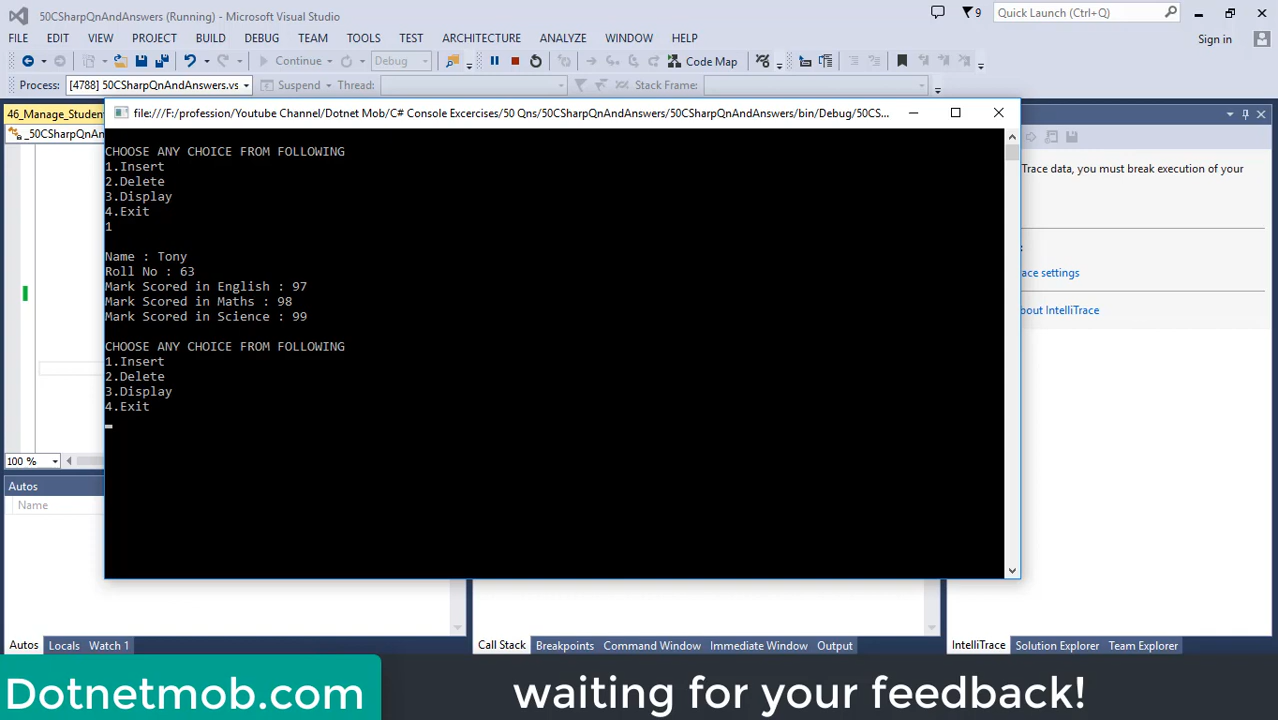 50CSharpQnAndAnswers (Running) - Microsoft Visual Studio
9
Quick Launch (Ctrl+Q)
FILE EDIT VIEW PROJECT BUILD DEBUG TEAM TOOLS TEST ARCHITECTURE ANALYZE WINDOW HELP
Sign in
Continue Debug Code Map
Process: [4788] 50CSharpQnAndAnswers.vs Suspend Thread: Stack Frame:
46_Manage_Studen
_50CSharpQnAn
file:///F:/profession/Youtube Channel/Dotnet Mob/C# Console Excercises/50 Qns/50CSharpQnAndAnswers/50CSharpQnAndAnswers/bin/Debug/50CS...
CHOOSE ANY CHOICE FROM FOLLOWING
1.Insert
2.Delete
3.Display
4.Exit
1
Name : Tony
Roll No : 63
Mark Scored in English : 97
Mark Scored in Maths : 98
Mark Scored in Science : 99
CHOOSE ANY CHOICE FROM FOLLOWING
1.Insert
2.Delete
3.Display
4.Exit
Trace data, you must break execution of your
:
ace settings
bout IntelliTrace
100 %
Autos
Name
Autos Locals Watch 1
Call Stack Breakpoints Command Window Immediate Window Output
IntelliTrace Solution Explorer Team Explorer
Dotnetmob.com
waiting for your feedback!